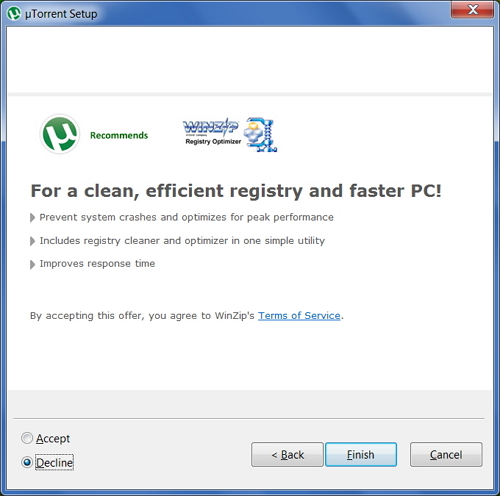 µTorrent Setup
µ Recommends WINZIP
Registry Optimizer
For a clean, efficient registry and faster PC!
Prevent system crashes and optimizes for peak performance
Includes registry cleaner and optimizer in one simple utility
Improves response time
By accepting this offer, you agree to WinZip's Terms of Service.
Accept
Decline
< Back Finish Cancel